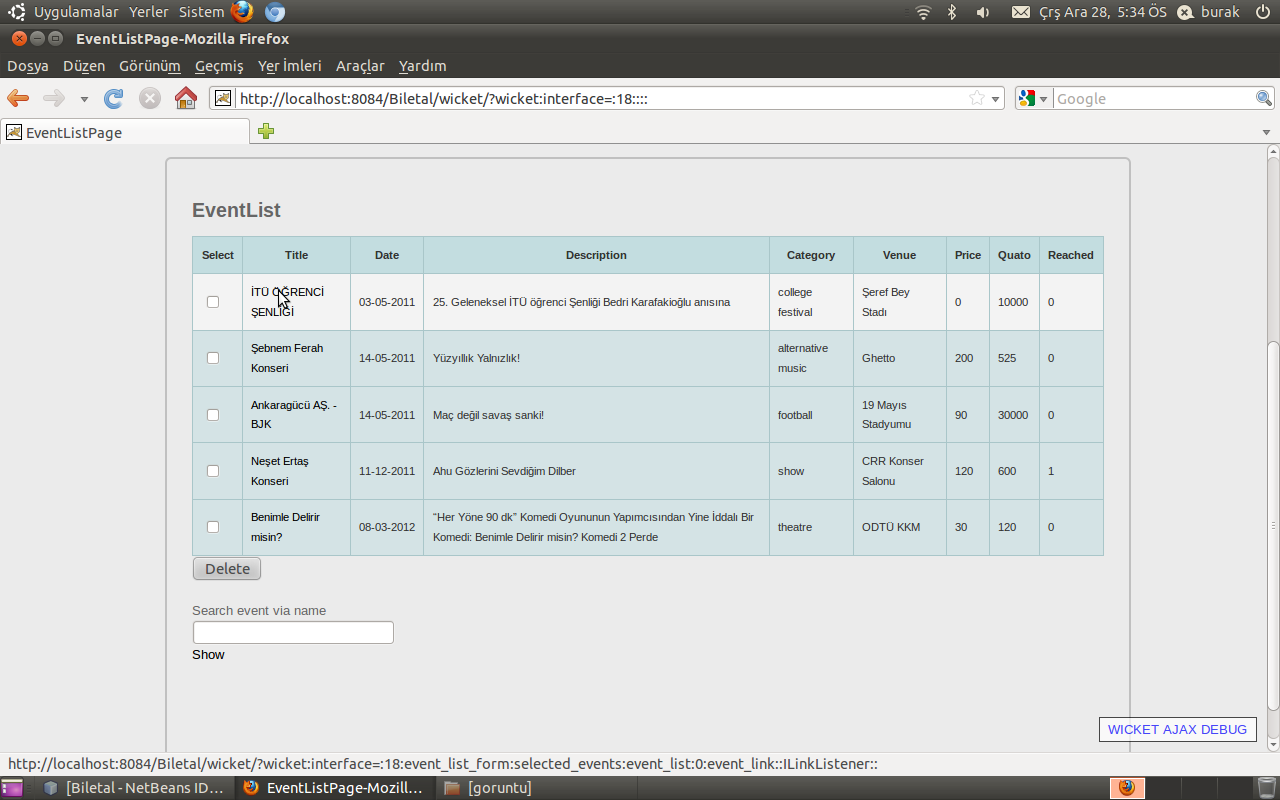 Uygulamalar Yerler Sistem Çrş Ara 28, 5:34 ÖS burak
EventListPage-Mozilla Firefox
Dosya Düzen Görünüm Geçmiş Yer İmleri Araçlar Yardım
http://localhost:8084/Biletal/wicket/?wicket:interface=:18:::: Google
EventListPage
EventList
Select Title Date Description Category Venue Price Quato Reached
İTÜ ÖĞRENCİ ŞENLİĞİ 03-05-2011 25. Geleneksel İTÜ öğrenci Şenliği Bedri Karafakioğlu anısına college festival Şeref Bey Stadı 0 10000 0
Şebnem Ferah Konseri 14-05-2011 Yüzyıllık Yalnızlık! alternative music Ghetto 200 525 0
Ankaragücü AŞ. - BJK 14-05-2011 Maç değil savaş sanki! football 19 Mayıs Stadyumu 90 30000 0
Neşet Ertaş Konseri 11-12-2011 Ahu Gözlerini Sevdiğim Dilber show CRR Konser Salonu 120 600 1
Benimle Delirir misin? 08-03-2012 “Her Yöne 90 dk” Komedi Oyununun Yapımcısından Yine İddalı Bir Komedi: Benimle Delirir misin? Komedi 2 Perde theatre ODTÜ KKM 30 120 0
Delete
Search event via name
Show
WICKET AJAX DEBUG
http://localhost:8084/Biletal/wicket/?wicket:interface=:18:event_list_form:selected_events:event_list:0:event_link::ILinkListener::
[Biletal - NetBeans ID... EventListPage-Mozill... [goruntu]